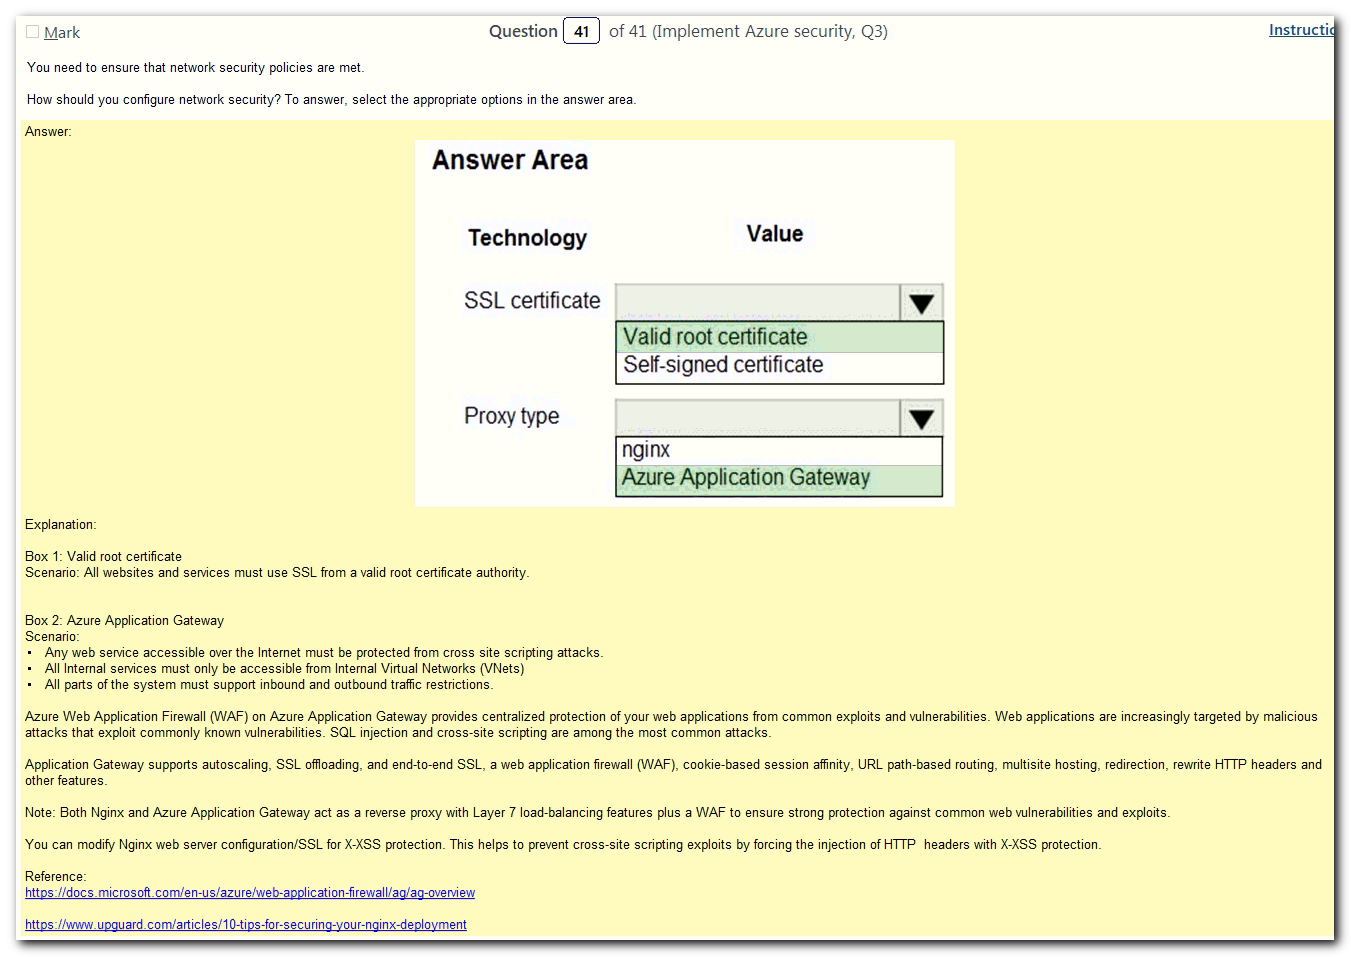 Mark
Question 41 of 41 (Implement Azure security, Q3)
Instructio
You need to ensure that network security policies are met.
How should you configure network security? To answer, select the appropriate options in the answer area.
Answer:
Answer Area
Technology Value
SSL certificate
Valid root certificate
Self-signed certificate
Proxy type
nginx
Azure Application Gateway
Explanation:
Box 1: Valid root certificate
Scenario: All websites and services must use SSL from a valid root certificate authority.
Box 2: Azure Application Gateway
Scenario:
▪ Any web service accessible over the Internet must be protected from cross site scripting attacks.
▪ All Internal services must only be accessible from Internal Virtual Networks (VNets)
▪ All parts of the system must support inbound and outbound traffic restrictions.
Azure Web Application Firewall (WAF) on Azure Application Gateway provides centralized protection of your web applications from common exploits and vulnerabilities. Web applications are increasingly targeted by malicious
attacks that exploit commonly known vulnerabilities. SQL injection and cross-site scripting are among the most common attacks.
Application Gateway supports autoscaling, SSL offloading, and end-to-end SSL, a web application firewall (WAF), cookie-based session affinity, URL path-based routing, multisite hosting, redirection, rewrite HTTP headers and
other features.
Note: Both Nginx and Azure Application Gateway act as a reverse proxy with Layer 7 load-balancing features plus a WAF to ensure strong protection against common web vulnerabilities and exploits.
You can modify Nginx web server configuration/SSL for X-XSS protection. This helps to prevent cross-site scripting exploits by forcing the injection of HTTP headers with X-XSS protection.
Reference:
https://docs.microsoft.com/en-us/azure/web-application-firewall/ag/ag-overview
https://www.upguard.com/articles/10-tips-for-securing-your-nginx-deployment